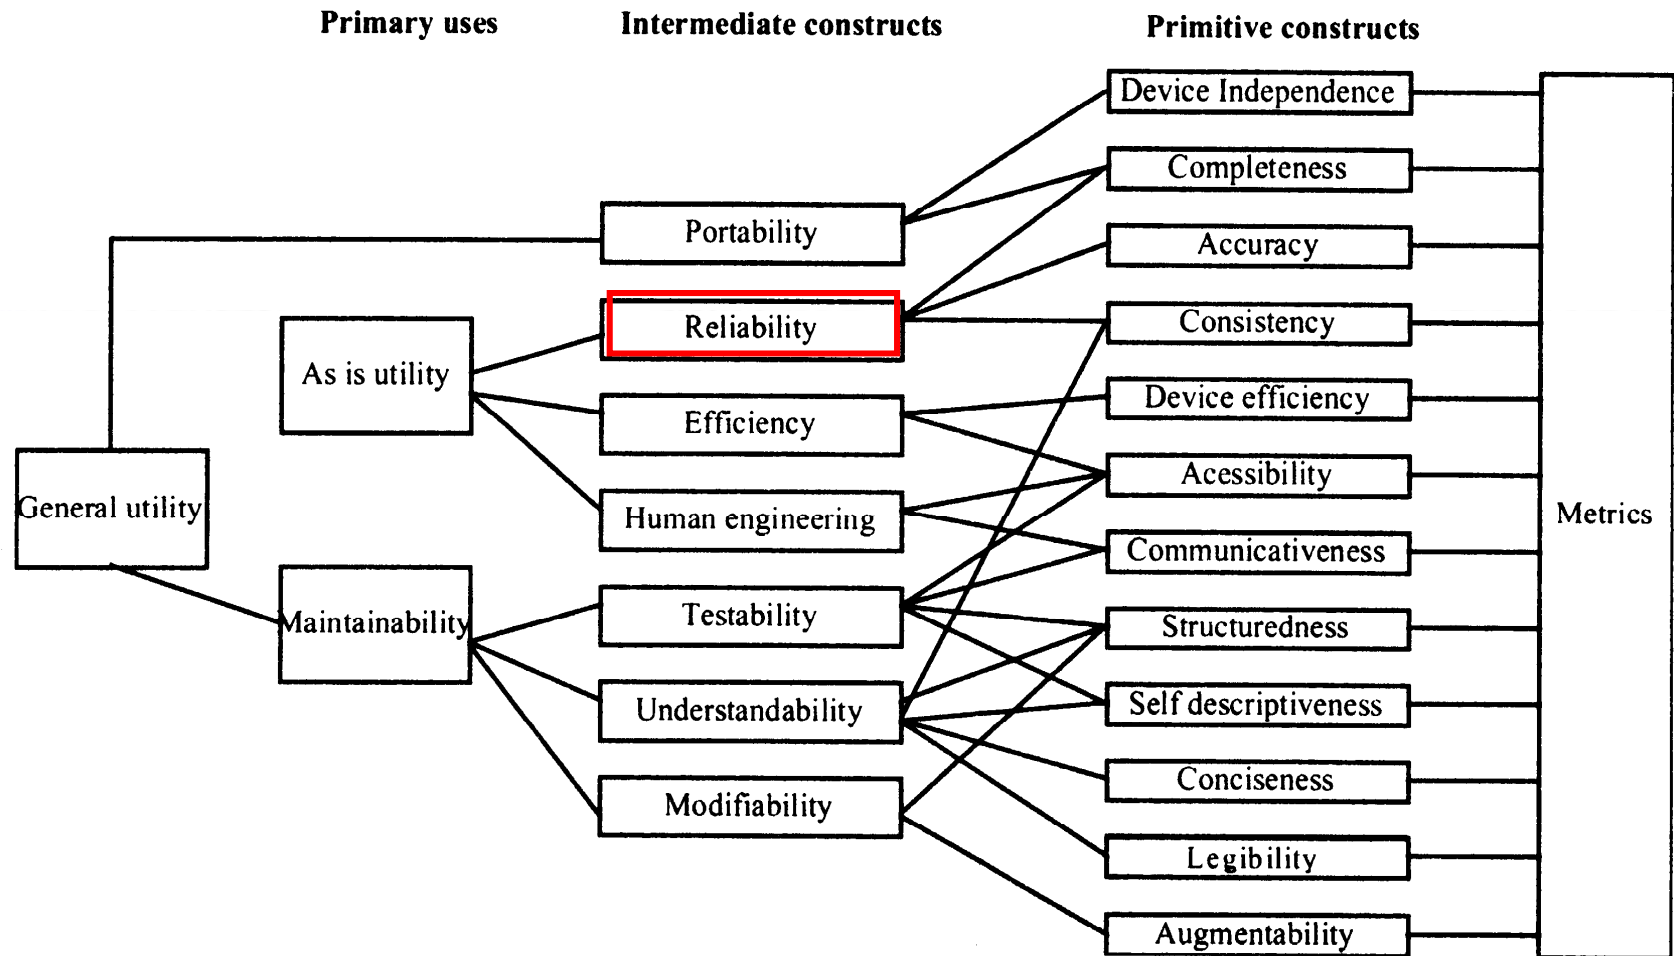 Primary uses
Intermediate constructs
Primitive constructs
Device Independence
Completeness
Portability
Accuracy
Reliability
Consistency
As is utility
Device efficiency
Efficiency
Acessibility
General utility
Human engineering
Metrics
Communicativeness
Maintainability
Testability
Structuredness
Understandability
Self descriptiveness
Conciseness
Modifiability
Legibility
Augmentability